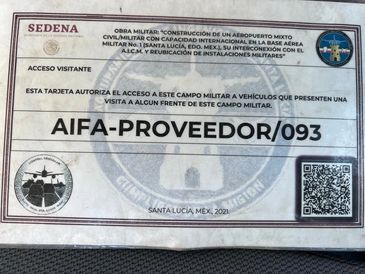 SEDENA
OBRA MILITAR: "CONSTRUCCIÓN DE UN AEROPUERTO MIXTO
CIVIL/MILITAR CON CAPACIDAD INTERNACIONAL EN LA BASE AÉREA
MILITAR No. 1 (SANTA LUCÍA, EDO. MEX.), SU INTERCONEXIÓN CON EL
A.I.C.M. Y REUBICACIÓN DE INSTALACIONES MILITARES"
ACCESO VISITANTE
ESTA TARJETA AUTORIZA EL ACCESO A ESTE CAMPO MILITAR A VEHÍCULOS QUE PRESENTEN UNA
VISITA A ALGUN FRENTE DE ESTE CAMPO MILITAR.
AIFA-PROVEEDOR/093
SANTA LUCÍA, MÉX., 2021